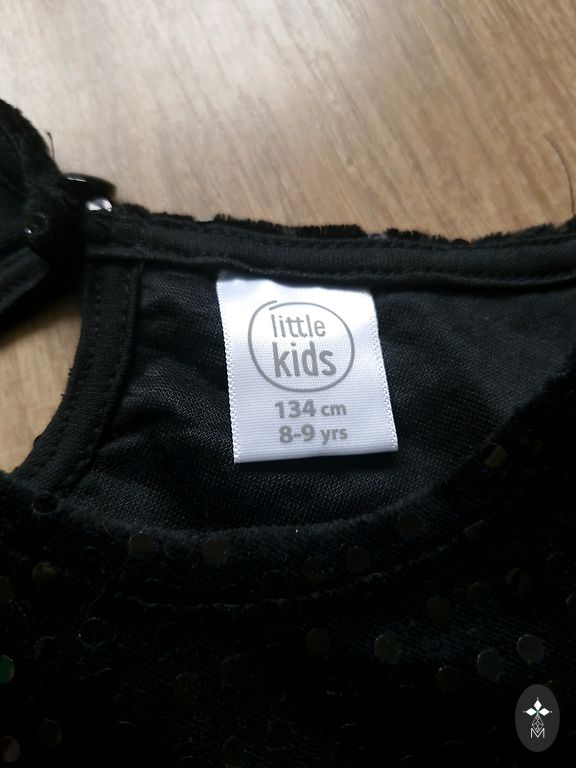 little
kids
134 cm
8-9 yrs